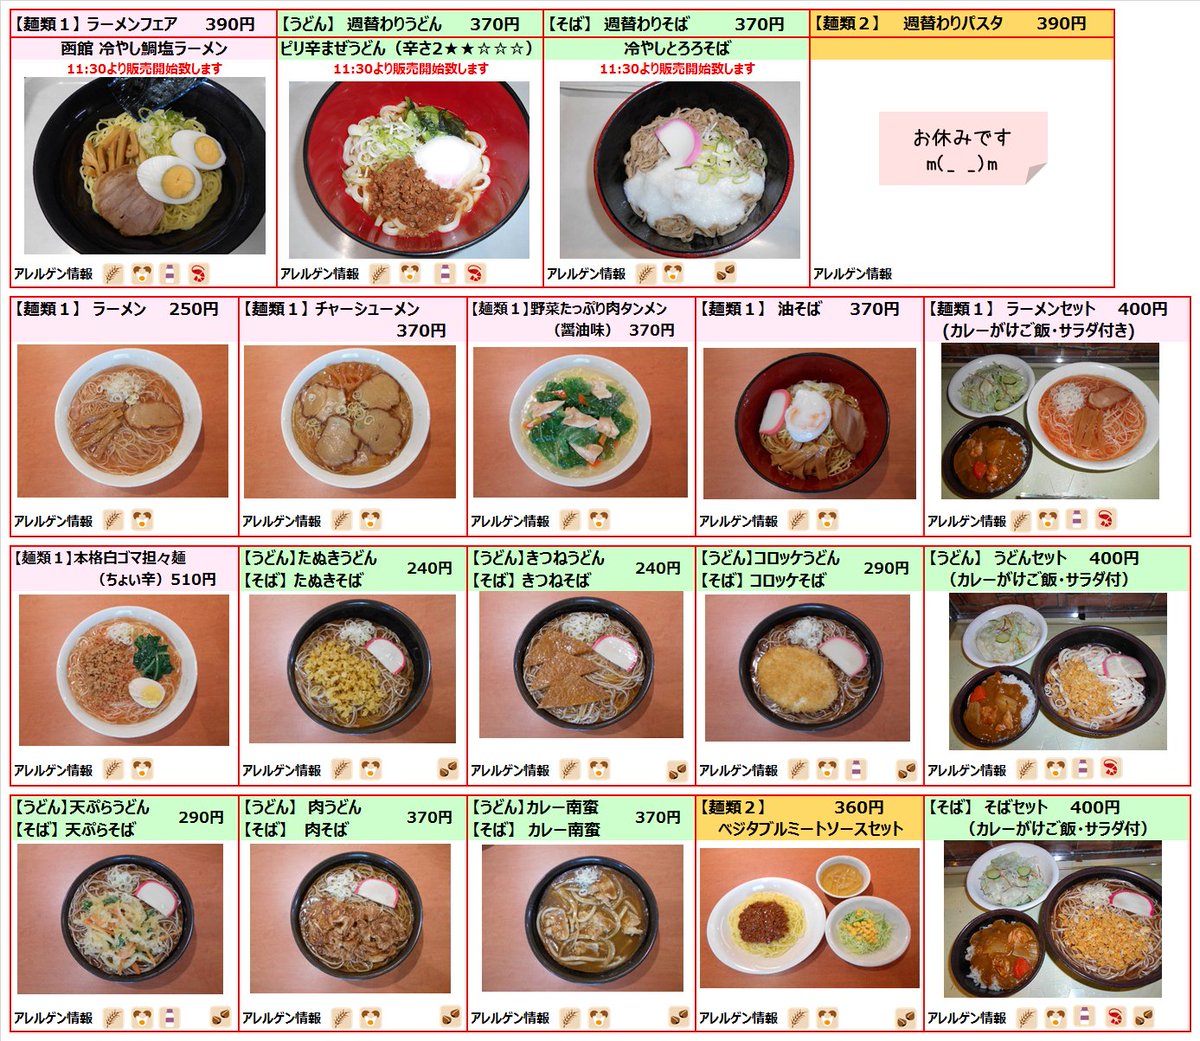 【麺類1】ラーメンフェア 390円
函館 冷やし鯛塩ラーメン
11:30より販売開始致します
アレルゲン情報
【うどん】 週替わりうどん 370円
ピリ辛まぜうどん（辛さ2★★☆☆☆）
11:30より販売開始致します
アレルゲン情報
【そば】 週替わりそば 370円
冷やしとろろそば
11:30より販売開始致します
アレルゲン情報
【麺類２】 週替わりパスタ 390円
お休みです
m(_ _)m
アレルゲン情報
【麺類１】 ラーメン 250円
アレルゲン情報
【麺類１】 チャーシューメン
370円
アレルゲン情報
【麺類１】野菜たっぷり肉タンメン
（醤油味） 370円
アレルゲン情報
【麺類１】 油そば 370円
アレルゲン情報
【麺類１】 ラーメンセット 400円
(カレーがけご飯・サラダ付き)
アレルゲン情報
【麺類１】本格白ゴマ担々麺
（ちょい辛）510円
アレルゲン情報
【うどん】たぬきうどん
【そば】 たぬきそば 240円
アレルゲン情報
【うどん】きつねうどん
【そば】 きつねそば 240円
アレルゲン情報
【うどん】コロッケうどん
【そば】 コロッケそば 290円
アレルゲン情報
【うどん】 うどんセット 400円
（カレーがけご飯・サラダ付）
アレルゲン情報
【うどん】天ぷらうどん
【そば】 天ぷらそば 290円
アレルゲン情報
【うどん】 肉うどん
【そば】 肉そば 370円
アレルゲン情報
【うどん】カレー南蛮
【そば】 カレー南蛮 370円
アレルゲン情報
【麺類２】 360円
ベジタブルミートソースセット
アレルゲン情報
【そば】 そばセット 400円
（カレーがけご飯・サラダ付）
アレルゲン情報